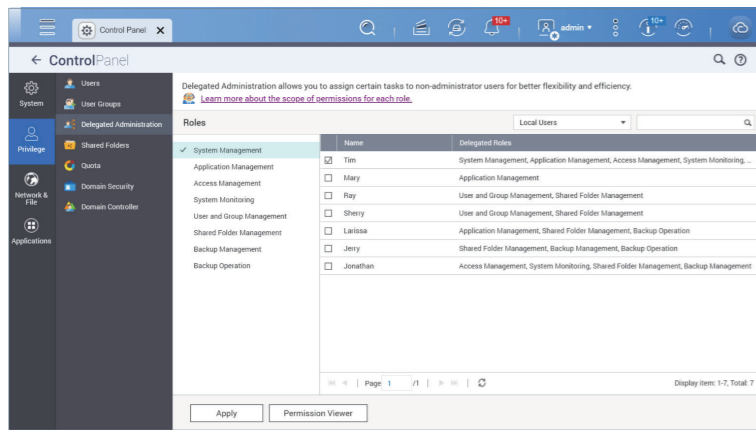 Control Panel
10+
admin
10+
ControlPanel
System
Privilege
Network & File
Applications
Users
User Groups
Delegated Administration
Shared Folders
Quota
Domain Security
Domain Controller
Delegated Administration allows you to assign certain tasks to non-administrator users for better flexibility and efficiency.
Learn more about the scope of permissions for each role.
Roles
Local Users
System Management
Application Management
Access Management
System Monitoring
User and Group Management
Shared Folder Management
Backup Management
Backup Operation
Name Delegated Roles
Tim System Management, Application Management, Access Management, System Monitoring, ...
Mary Application Management
Ray User and Group Management, Shared Folder Management
Sherry User and Group Management, Shared Folder Management
Larissa Application Management, Shared Folder Management, Backup Operation
Jerry Shared Folder Management, Backup Management, Backup Operation
Jonathan Access Management, System Monitoring, Shared Folder Management, Backup Management
Page 1 /1
Display item: 1-7, Total: 7
Apply
Permission Viewer